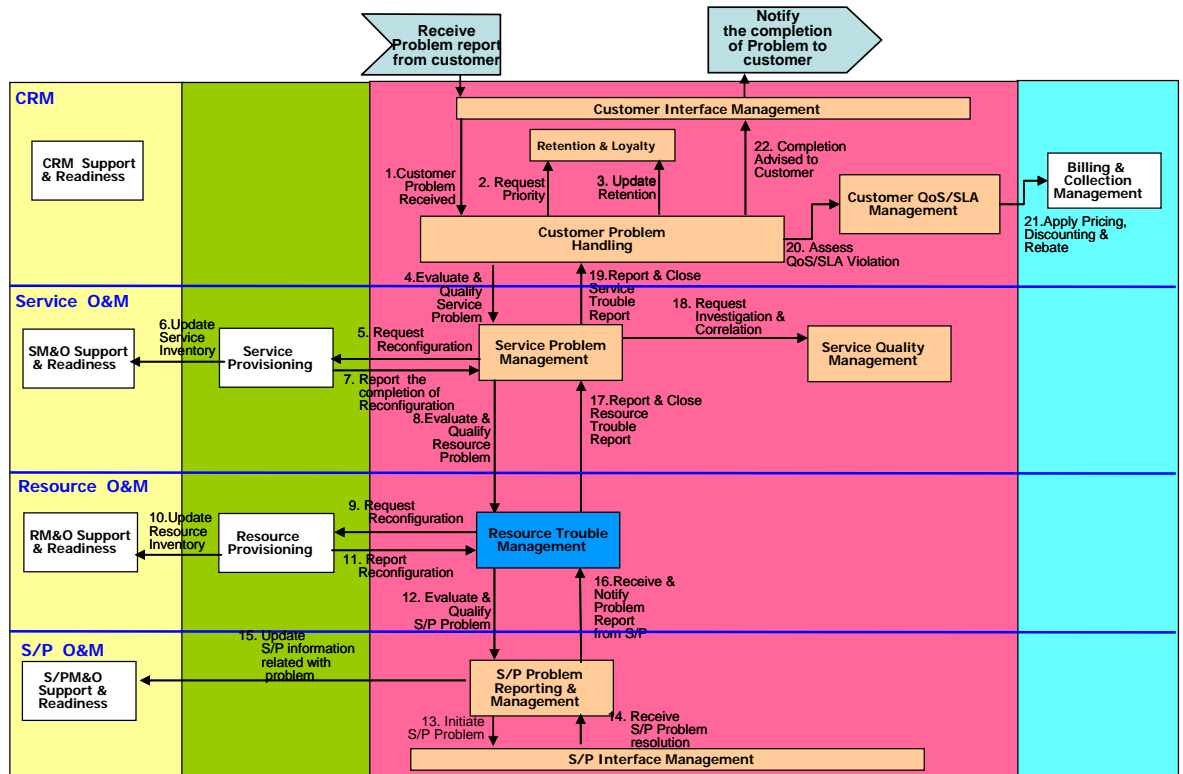 Receive
Problem report
from customer
Notify
the completion
of Problem to
customer
CRM
Customer Interface Management
CRM Support
& Readiness
Retention & Loyalty
1.Customer
Problem
Received
2. Request
Priority
3. Update
Retention
22. Completion
Advised to
Customer
Customer QoS/SLA
Management
Billing &
Collection
Management
Customer Problem
Handling
20. Assess
QoS/SLA Violation
21.Apply Pricing,
Discounting &
Rebate
4.Evaluate &
Qualify
Service
Problem
19.Report & Close
Service
Trouble
Report
Service O&M
18. Request
Investigation &
Correlation
6.Update
Service
Inventory
5. Request
Reconfiguration
SM&O Support
& Readiness
Service
Provisioning
Service Problem
Management
Service Quality
Management
7. Report the
completion of
Reconfiguration
8.Evaluate &
Qualify
Resource
Problem
17.Report & Close
Resource
Trouble
Report
Resource O&M
10.Update
Resource
Inventory
9. Request
Reconfiguration
RM&O Support
& Readiness
Resource
Provisioning
Resource Trouble
Management
11. Report
Reconfiguration
12. Evaluate &
Qualify
S/P Problem
16.Receive &
Notify
Problem
Report
from S/P
S/P O&M
15. Update
S/P information
related with
problem
S/PM&O
Support &
Readiness
S/P Problem
Reporting &
Management
13. Initiate
S/P Problem
14. Receive
S/P Problem
resolution
S/P Interface Management